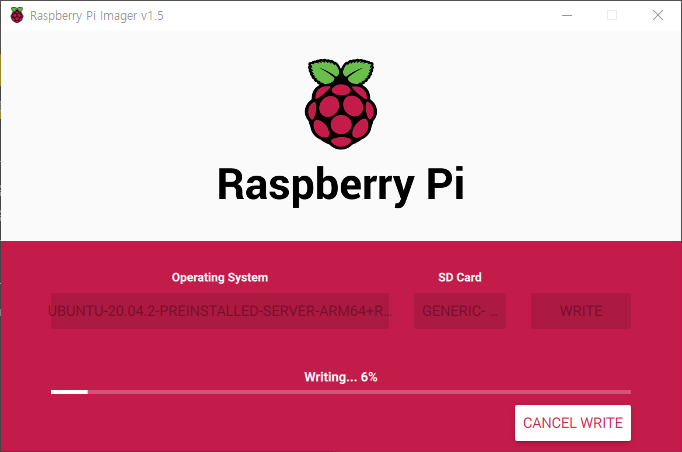 Raspberry Pi Imager v1.5
Raspberry Pi
Operating System
SD Card
UBUNTU-20.04.2-PREINSTALLED-SERVER-ARM64+R...
GENERIC- ...
WRITE
Writing... 6%
CANCEL WRITE